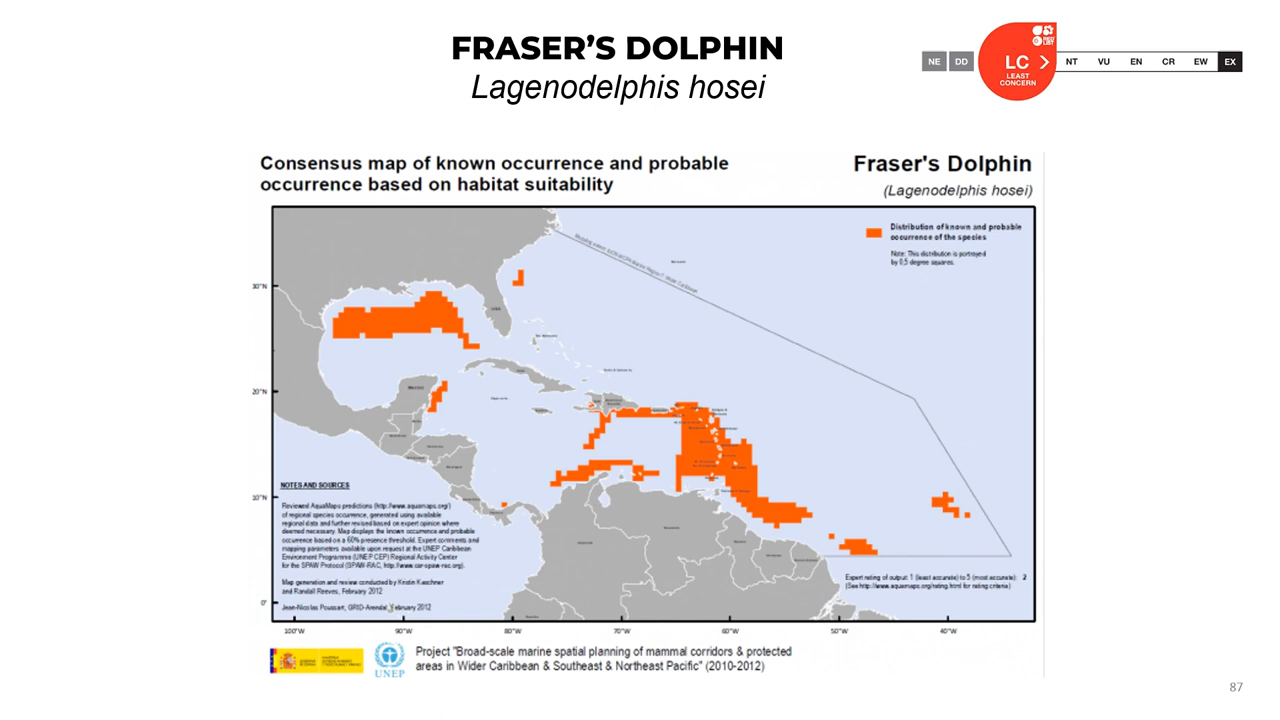 FRASER'S DOLPHIN
Lagenodelphis hosei
NE DD LC LEAST CONCERN NT VU EN CR EW EX
Consensus map of known occurrence and probable
occurrence based on habitat suitability
Fraser's Dolphin
(Lagenodelphis hosei)
Distribution of known and probable
occurrence of the species
Note: This distribution is portrayed
by 0,5 degree squares.
30°N
20°N
10°N
0°
USA
Mexico
NOTES AND SOURCES
Reviewed AquaMaps predictions (http://www.aquamaps.org/)
of regional species occurrence, generated using available
regional data and further revised based on expert opinion where
deemed necessary. Map displays the known occurrence and probable
occurrence based on a 60% presence threshold. Expert comments and
mapping parameters available upon request at the UNEP Caribbean
Environment Programme (UNEP CEP) Regional Activity Center
for the SPAW Protocol (SPAW-RAC, http://www.car-spaw-rac.org).
Map generation and review conducted by Kristin Kaschner
and Randall Reeves, February 2012
Jean-Nicolas Poussart, GRID-Arendal, February 2012
Expert rating of output: 1 (least accurate) to 5 (most accurate): 2
(See http://www.aquamaps.org/rating.html for rating criteria)
100°W 90°W 80°W 70°W 60°W 50°W 40°W
UNEP
Project "Broad-scale marine spatial planning of mammal corridors & protected
areas in Wider Caribbean & Southeast & Northeast Pacific" (2010-2012)
87